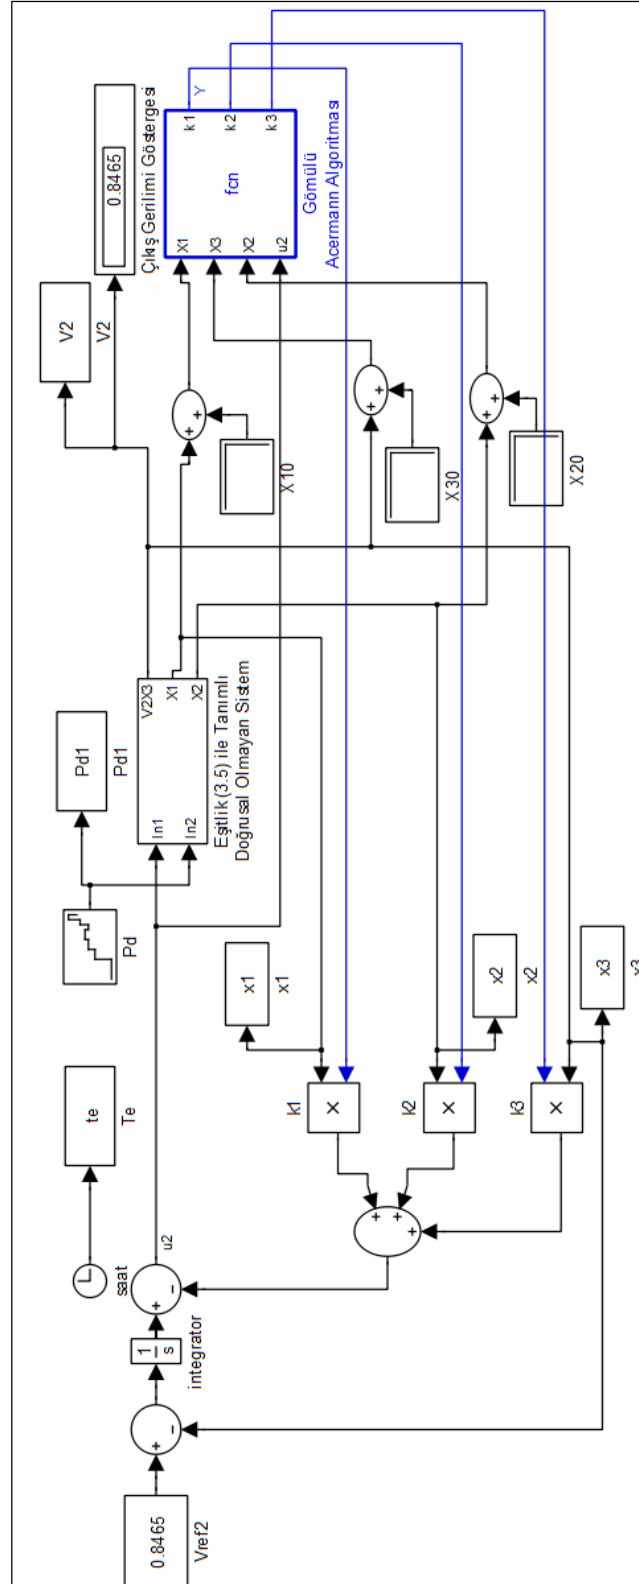 0.8465
Vref2
+
−
1
s
integrator
+
−
u2
saat
te
Te
Pd
Pd1
Pd1
In1
In2
V2X3
X1
X2
Eşitlik(3.5) ile Tanımlı
Doğrusal Olmayan Sistem
V2
V2
0.8465
Çıkış Gerilimi Göstergesi
+
+
X10
+
+
X30
+
+
X20
X1
X3
X2
u2
fcn
k1
k2
k3
Y
Gömülü
Acermann Algoritması
x1
x1
x2
x2
x3
x3
k1
×
k2
×
k3
×
+
+
+